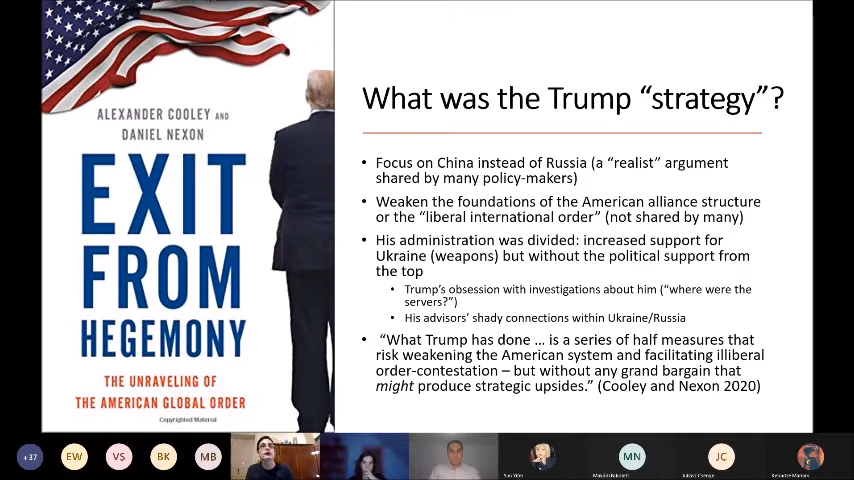 ALEXANDER COOLEY AND
DANIEL NEXON
EXIT
FROM
HEGEMONY
THE UNRAVELING OF
THE AMERICAN GLOBAL ORDER
Copyrighted Material
What was the Trump “strategy”?
• Focus on China instead of Russia (a “realist” argument
shared by many policy-makers)
• Weaken the foundations of the American alliance structure
or the “liberal international order” (not shared by many)
• His administration was divided: increased support for
Ukraine (weapons) but without the political support from
the top
• Trump’s obsession with investigations about him (“where were the
servers?”)
• His advisors’ shady connections within Ukraine/Russia
• “What Trump has done … is a series of half measures that
risk weakening the American system and facilitating illiberal
order-contestation – but without any grand bargain that
might produce strategic upsides.” (Cooley and Nexon 2020)
+37
EW
VS
BK
MB
MN
JC